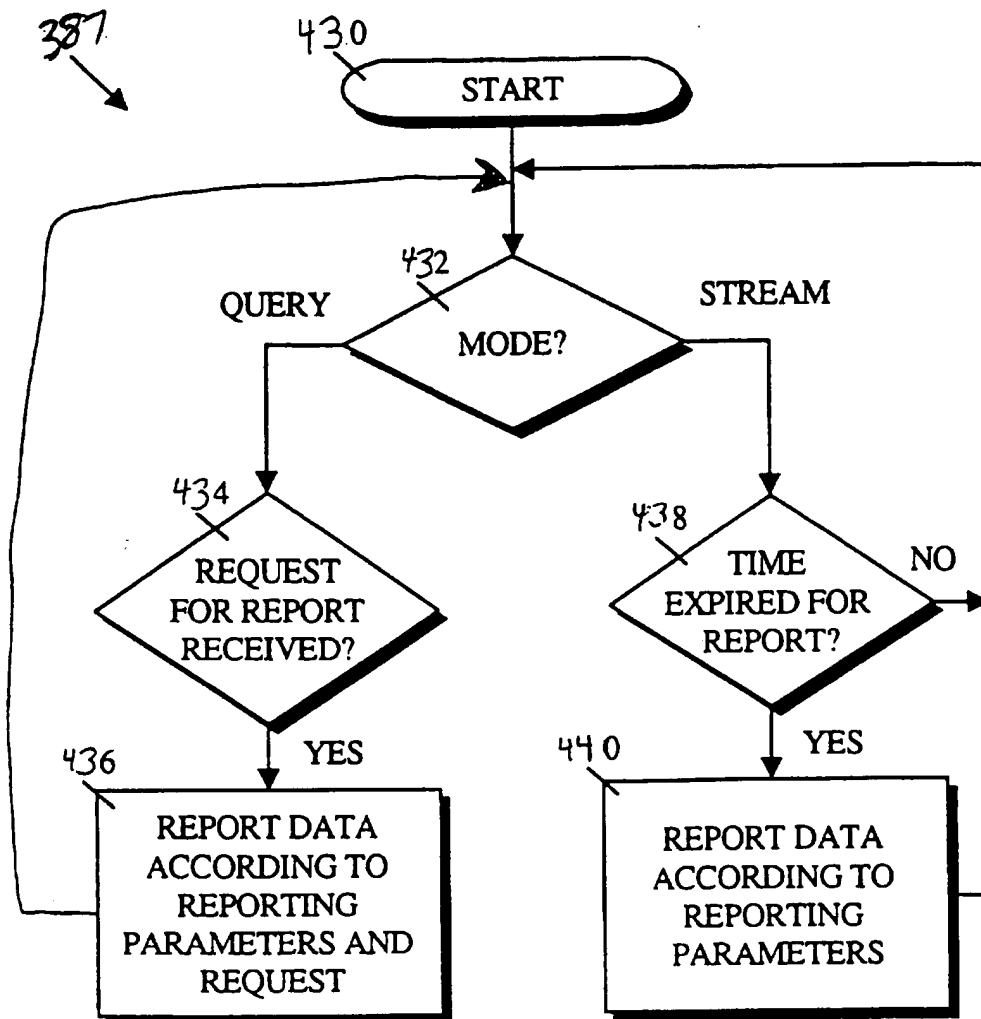 387
430
START
432
QUERY
STREAM
MODE?
434
REQUEST
FOR REPORT
RECEIVED?
438
TIME
EXPIRED FOR
REPORT?
NO
YES
YES
436
REPORT DATA
ACCORDING TO
REPORTING
PARAMETERS AND
REQUEST
440
REPORT DATA
ACCORDING TO
REPORTING
PARAMETERS